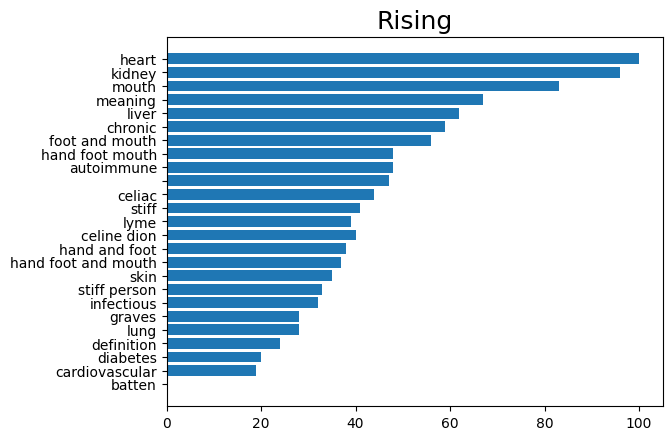 Rising
heart
kidney
mouth
meaning
liver
chronic
foot and mouth
hand foot mouth
autoimmune
celiac
stiff
lyme
celine dion
hand and foot
hand foot and mouth
skin
stiff person
infectious
graves
lung
definition
diabetes
cardiovascular
batten
0 20 40 60 80 100